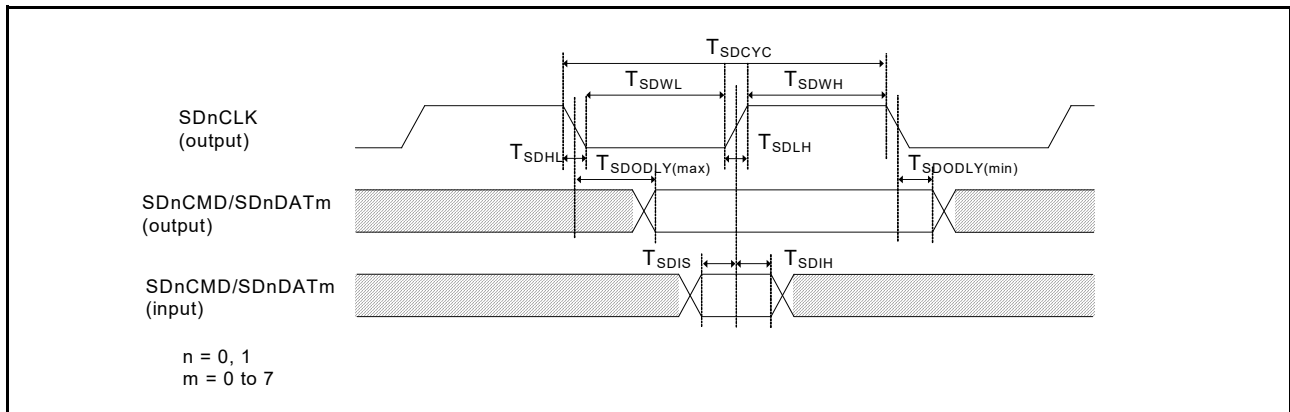 TSDCYC
TSDWL TSDWH
SDnCLK
(output)
TSDHL TSDLH
TSDODLY(max) TSDODLY(min)
SDnCMD/SDnDATm
(output)
TSDIS TSDIH
SDnCMD/SDnDATm
(input)
n = 0, 1
m = 0 to 7